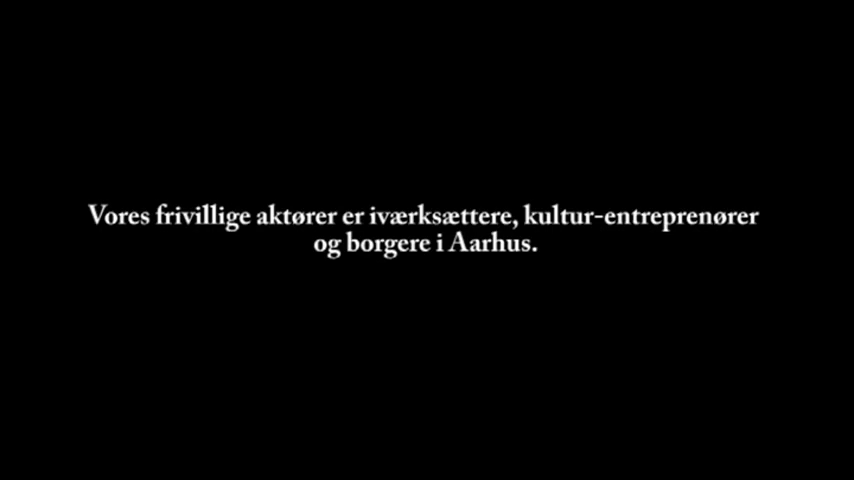 Vores frivillige aktører er iværksættere, kultur-entreprenører
og borgere i Aarhus.